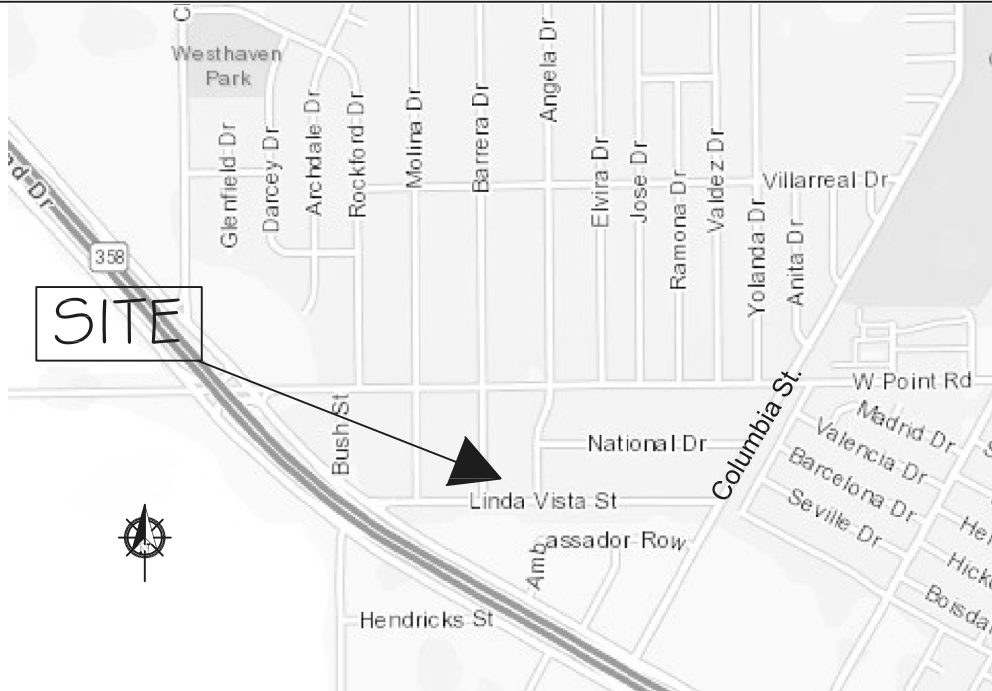 Westhaven
Park
Glenfield Dr
Darcey Dr
Archdale Dr
Rockford Dr
Molina Dr
Barrera Dr
Angela Dr
Elvira Dr
Jose Dr
Ramona Dr
Valdez Dr
Yolanda Dr
Anita Dr
Villarreal Dr
358
SITE
Bush St
Columbia St.
W Point Rd
Madrid Dr
Valencia Dr
Barcelona Dr
Seville Dr
National Dr
Linda Vista St
Ambassador Row
Hendricks St